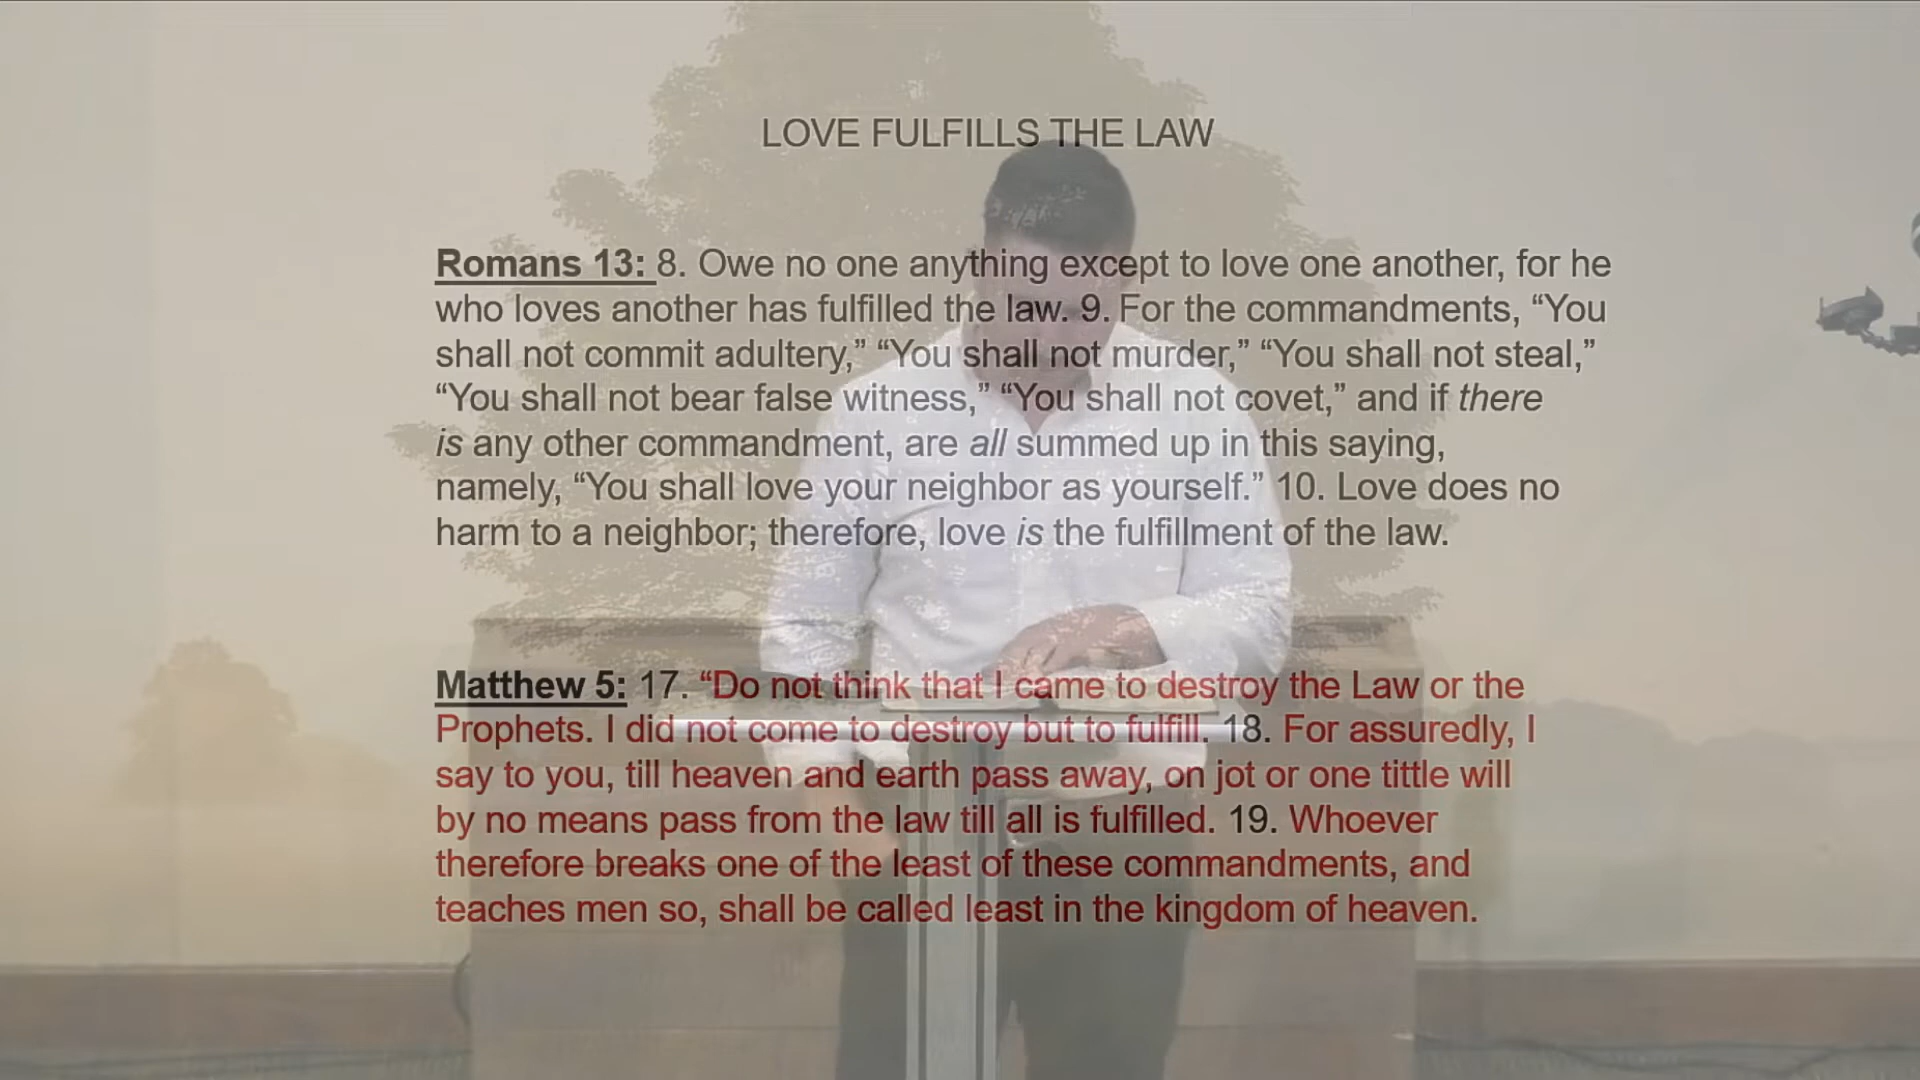 LOVE FULFILLS THE LAW
Romans 13: 8. Owe no one anything except to love one another, for he
who loves another has fulfilled the law. 9. For the commandments, “You
shall not commit adultery,” “You shall not murder,” “You shall not steal,”
“You shall not bear false witness,” “You shall not covet,” and if there
is any other commandment, are all summed up in this saying,
namely, “You shall love your neighbor as yourself.” 10. Love does no
harm to a neighbor; therefore, love is the fulfillment of the law.
Matthew 5: 17. “Do not think that I came to destroy the Law or the
Prophets. I did not come to destroy but to fulfill. 18. For assuredly, I
say to you, till heaven and earth pass away, on jot or one tittle will
by no means pass from the law till all is fulfilled. 19. Whoever
therefore breaks one of the least of these commandments, and
teaches men so, shall be called least in the kingdom of heaven.